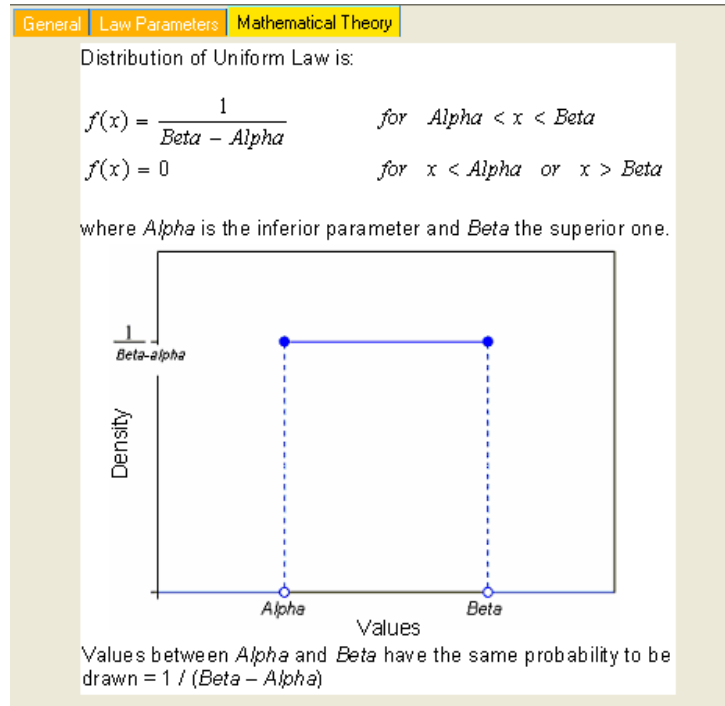 General Law Parameters Mathematical Theory
Distribution of Uniform Law is:
f(x) = 1 / (Beta − Alpha) for Alpha < x < Beta
f(x) = 0 for x < Alpha or x > Beta
where Alpha is the inferior parameter and Beta the superior one.
1
Beta-alpha
Density
Alpha Beta
Values
Values between Alpha and Beta have the same probability to be
drawn = 1 / (Beta – Alpha)